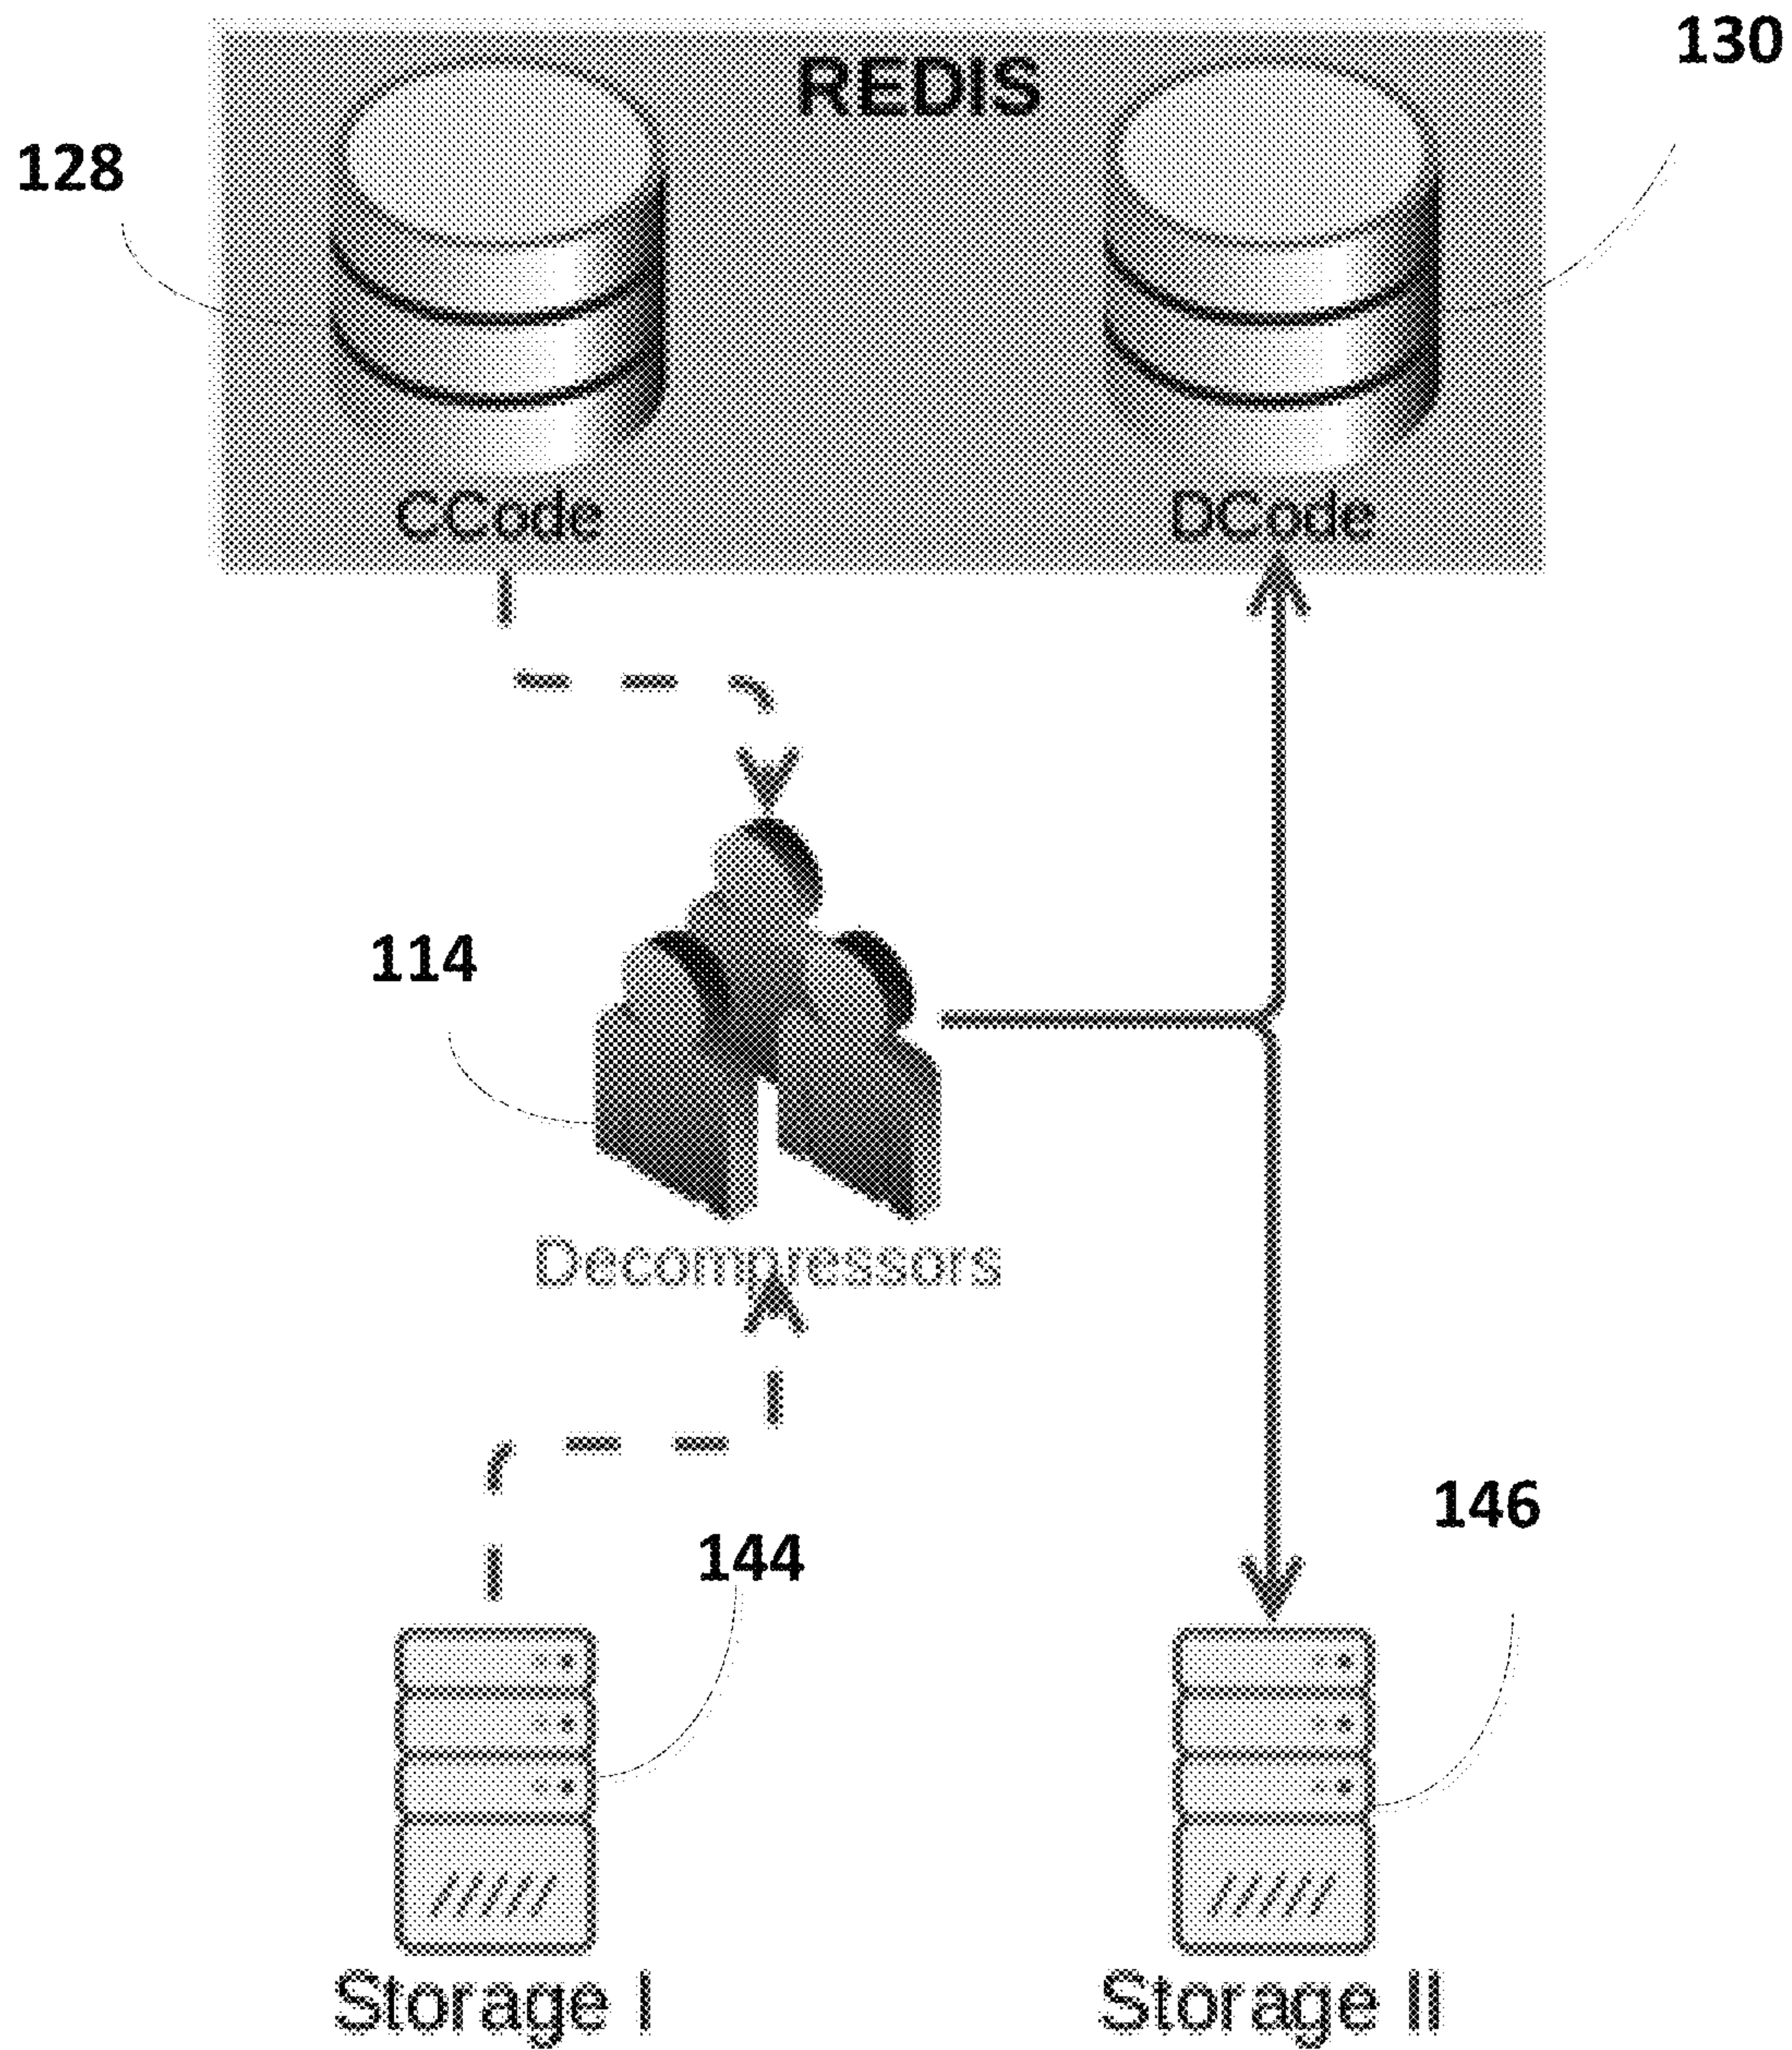 130
REDIS
128
CCode
DCode
114
Decompressors
146
144
Storage I
Storage II